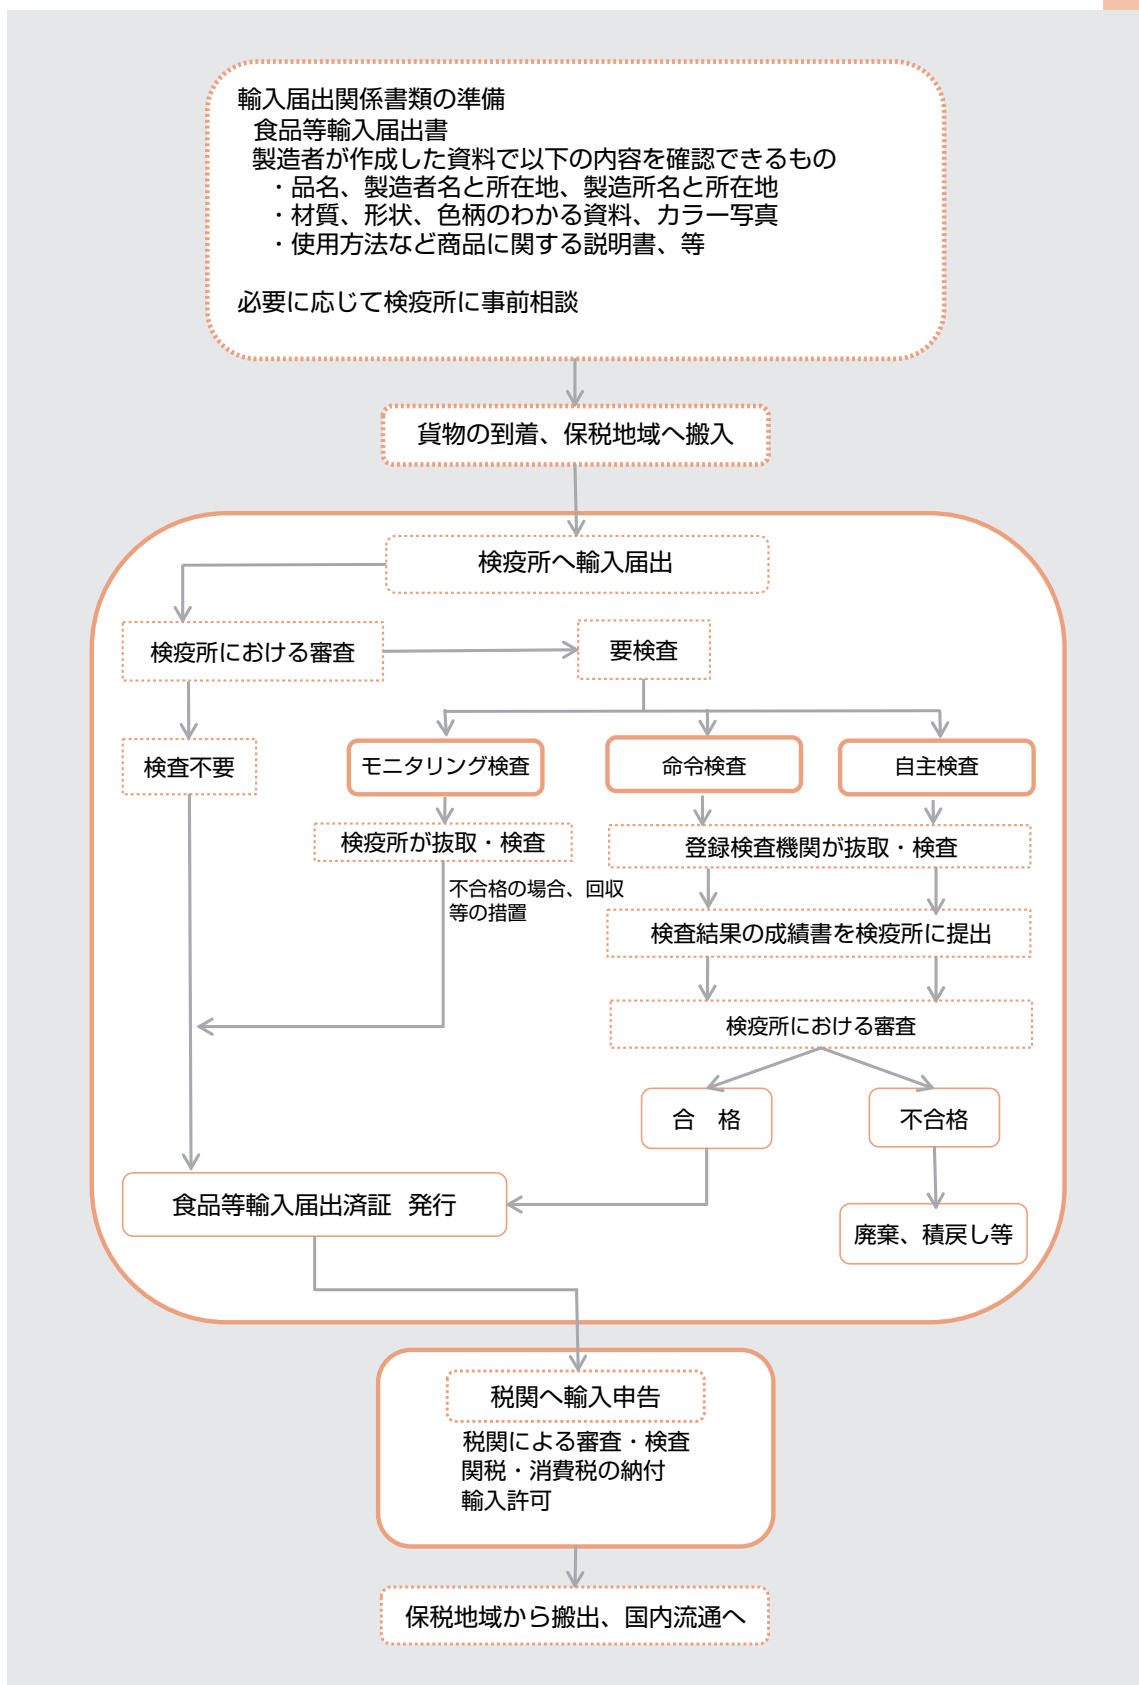 輸入届出関係書類の準備
食品等輸入届出書
製造者が作成した資料で以下の内容を確認できるもの
・品名、製造者名と所在地、製造所名と所在地
・材質、形状、色柄のわかる資料、カラー写真
・使用方法など商品に関する説明書、等
必要に応じて検疫所に事前相談
貨物の到着、保税地域へ搬入
検疫所へ輸入届出
検疫所における審査
要検査
検査不要
モニタリング検査
命令検査
自主検査
検疫所が抜取・検査
登録検査機関が抜取・検査
不合格の場合、回収
等の措置
検査結果の成績書を検疫所に提出
検疫所における審査
合　格
不合格
食品等輸入届出済証 発行
廃棄、積戻し等
税関へ輸入申告
税関による審査・検査
関税・消費税の納付
輸入許可
保税地域から搬出、国内流通へ